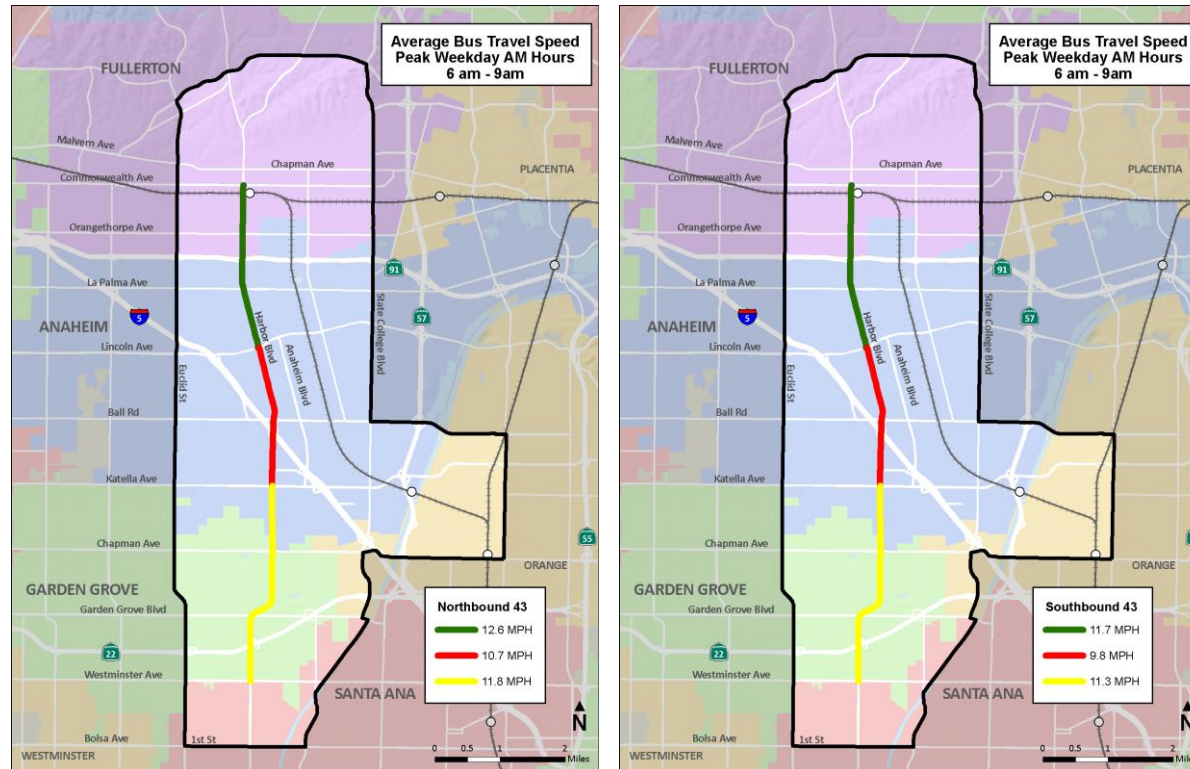 Average Bus Travel Speed
Peak Weekday AM Hours
6 am - 9am
FULLERTON
Malvern Ave
Chapman Ave
Commonwealth Ave
PLACENTIA
Orangethorpe Ave
91
La Palma Ave
State College Blvd
57
5
ANAHEIM
Harbor Blvd
Anaheim Blvd
Lincoln Ave
Euclid St
Ball Rd
Katella Ave
55
Chapman Ave
ORANGE
GARDEN GROVE
Garden Grove Blvd
Northbound 43
12.6 MPH
10.7 MPH
11.8 MPH
22
Westminster Ave
SANTA ANA
N
Bolsa Ave
1st St
0 0.5 1 2
Miles
WESTMINSTER
Average Bus Travel Speed
Peak Weekday AM Hours
6 am - 9am
FULLERTON
Malvern Ave
Chapman Ave
Commonwealth Ave
PLACENTIA
Orangethorpe Ave
91
La Palma Ave
State College Blvd
57
5
ANAHEIM
Harbor Blvd
Anaheim Blvd
Lincoln Ave
Euclid St
Ball Rd
Katella Ave
Chapman Ave
ORANGE
GARDEN GROVE
Garden Grove Blvd
Southbound 43
11.7 MPH
9.8 MPH
11.3 MPH
22
Westminster Ave
SANTA ANA
N
Bolsa Ave
1st St
0 0.5 1 2
Miles
WESTMINSTER